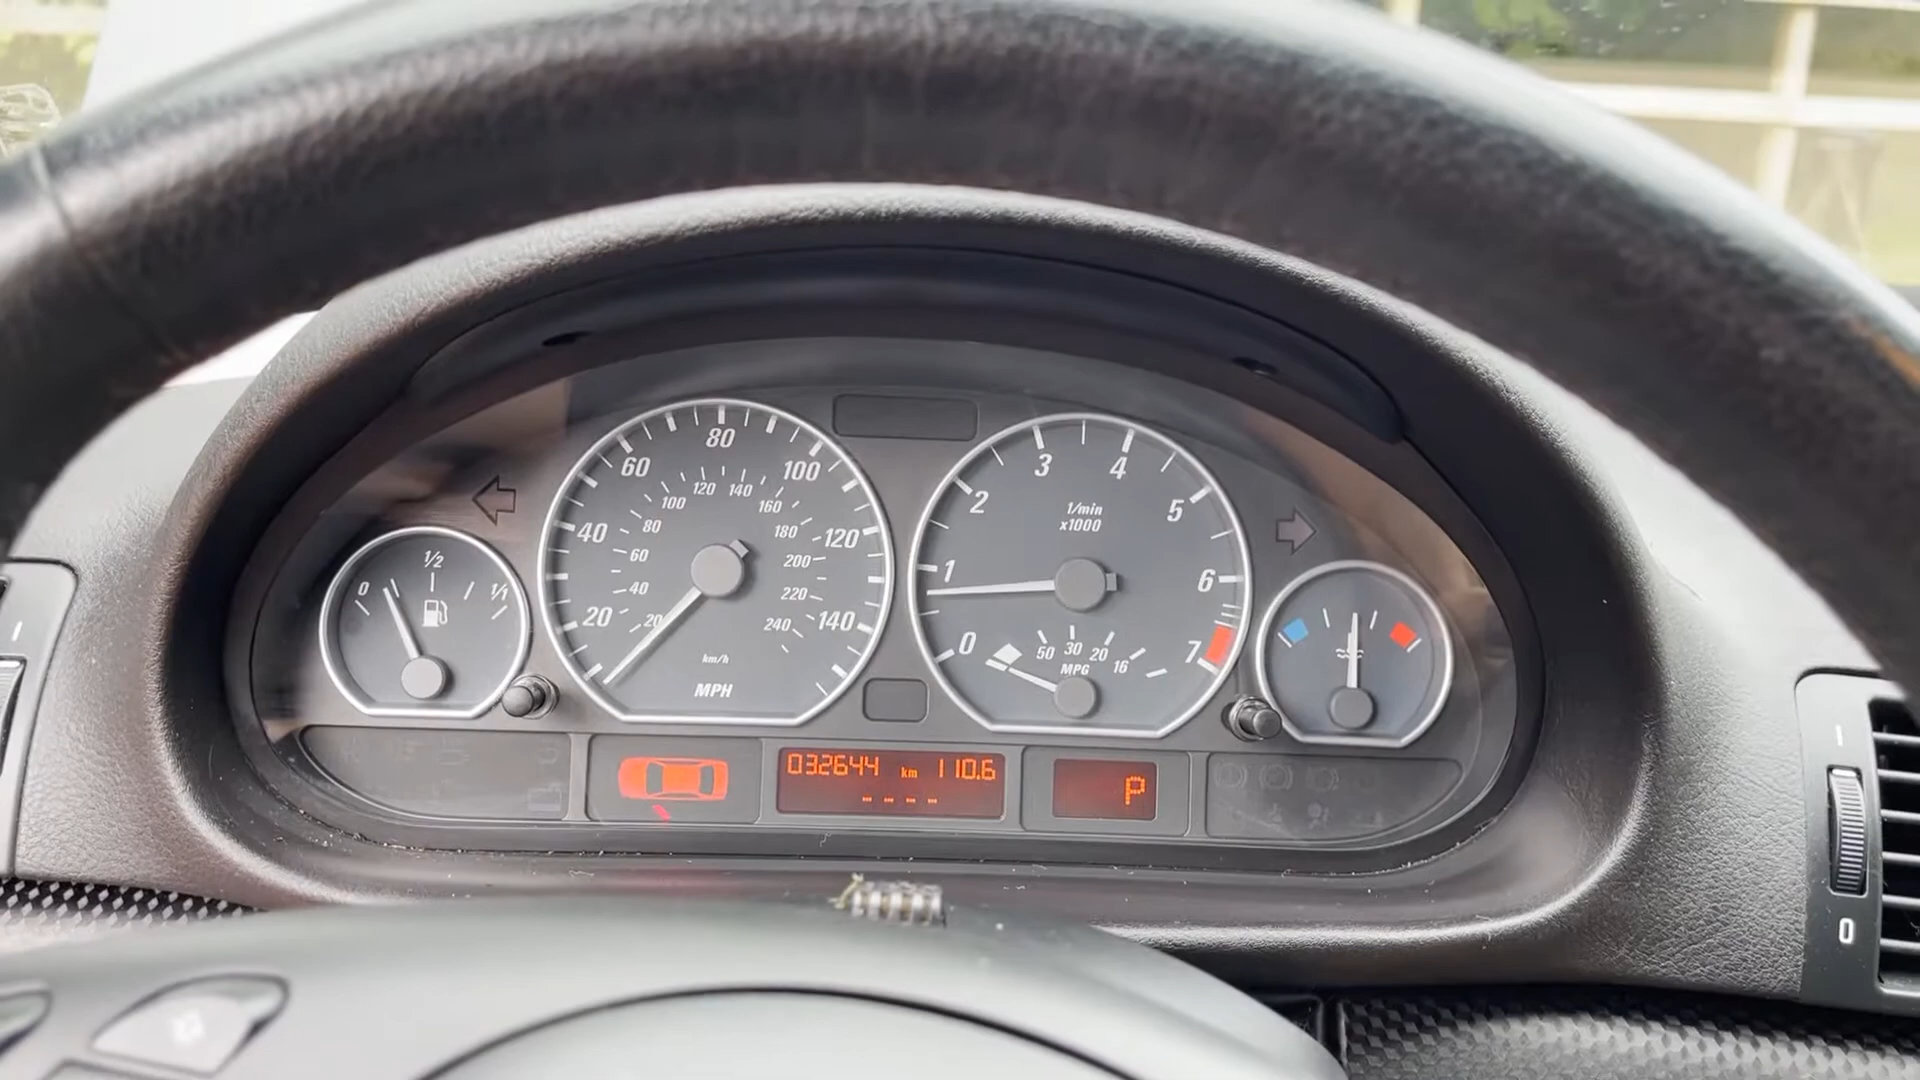 0 1/2 1/1
20 40 60 80 100 120 140
20 40 60 80 100 120 140 160 180 200 220 240
km/h
MPH
0 1 2 3 4 5 6 7
1/min
x1000
50 30 20 16
MPG
032644 km 110.6
P
0